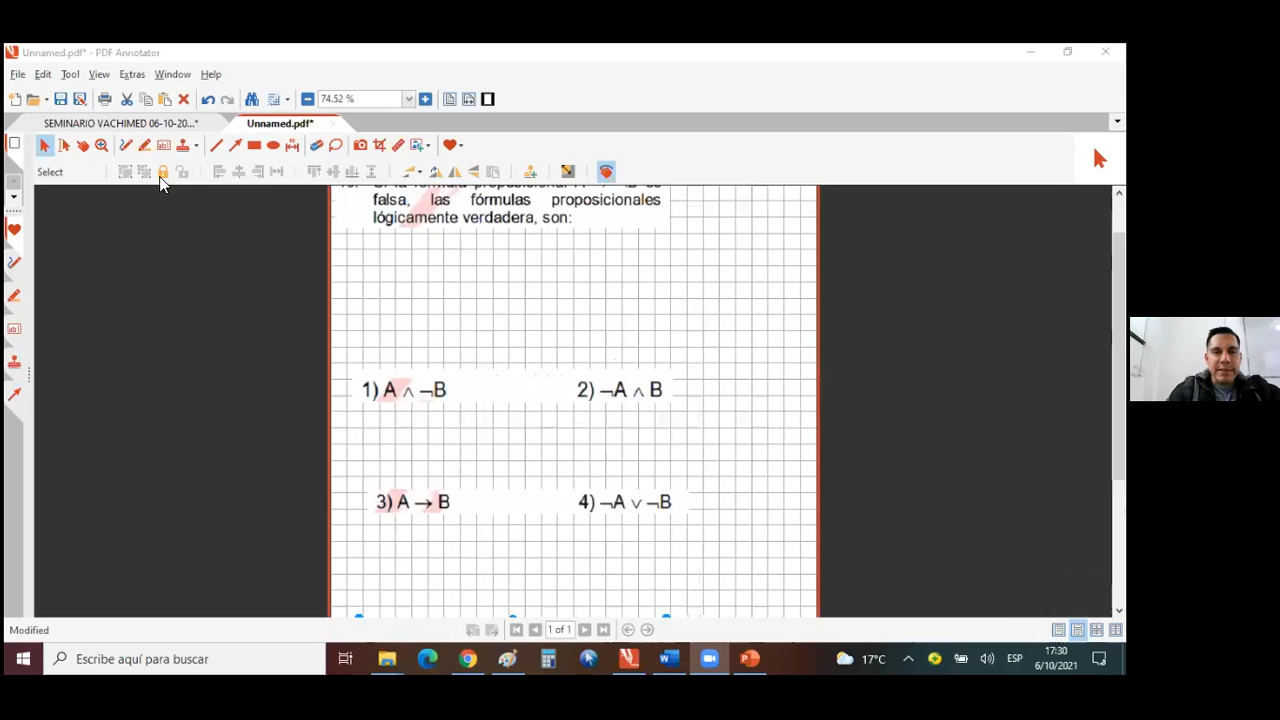 Unnamed.pdf* - PDF Annotator
File Edit Tool View Extras Window Help
74.52 %
SEMINARIO VACHIMED 06-10-20...* Unnamed.pdf*
Select
falsa, las fórmulas proposicionales
lógicamente verdadera, son:
1) A ∧ ¬B 2) ¬A ∧ B
3) A → B 4) ¬A ∨ ¬B
Modified 1 of 1
Escribe aquí para buscar 17°C ESP 17:30
6/10/2021